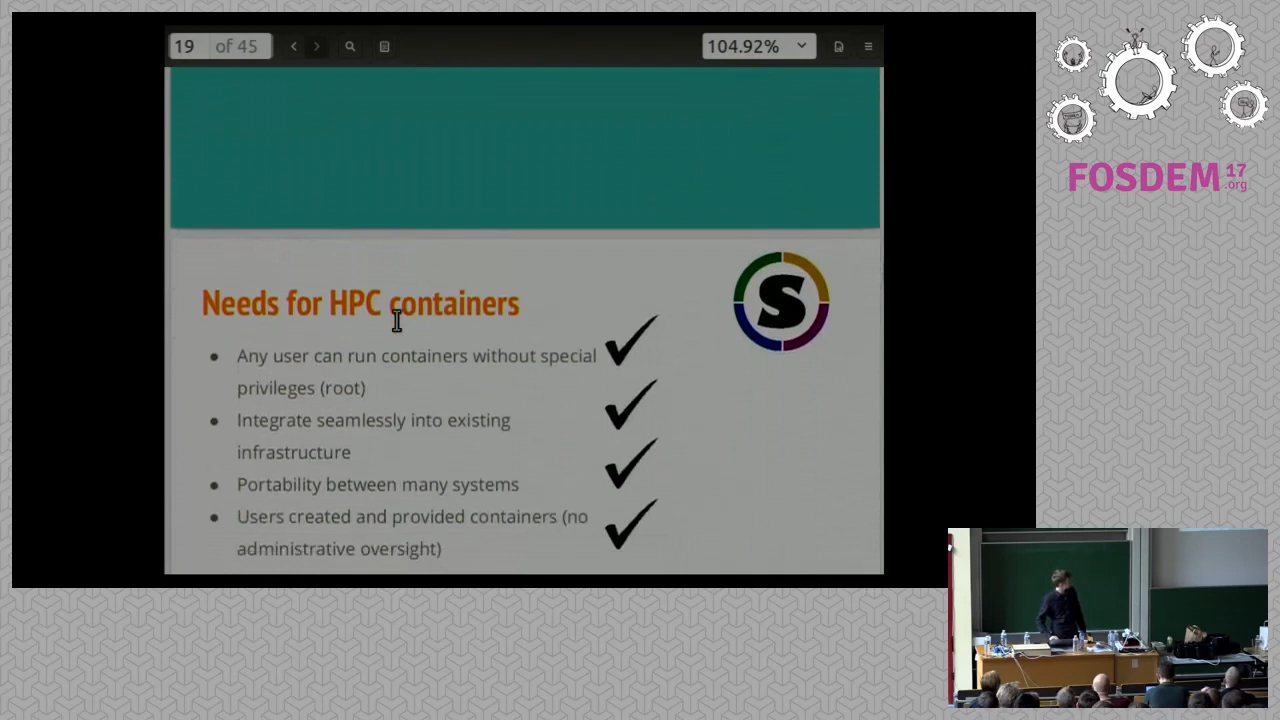 19 of 45
104.92%
FOSDEM 17
.org
S
Needs for HPC containers
● Any user can run containers without special
privileges (root)
● Integrate seamlessly into existing
infrastructure
● Portability between many systems
● Users created and provided containers (no
administrative oversight)